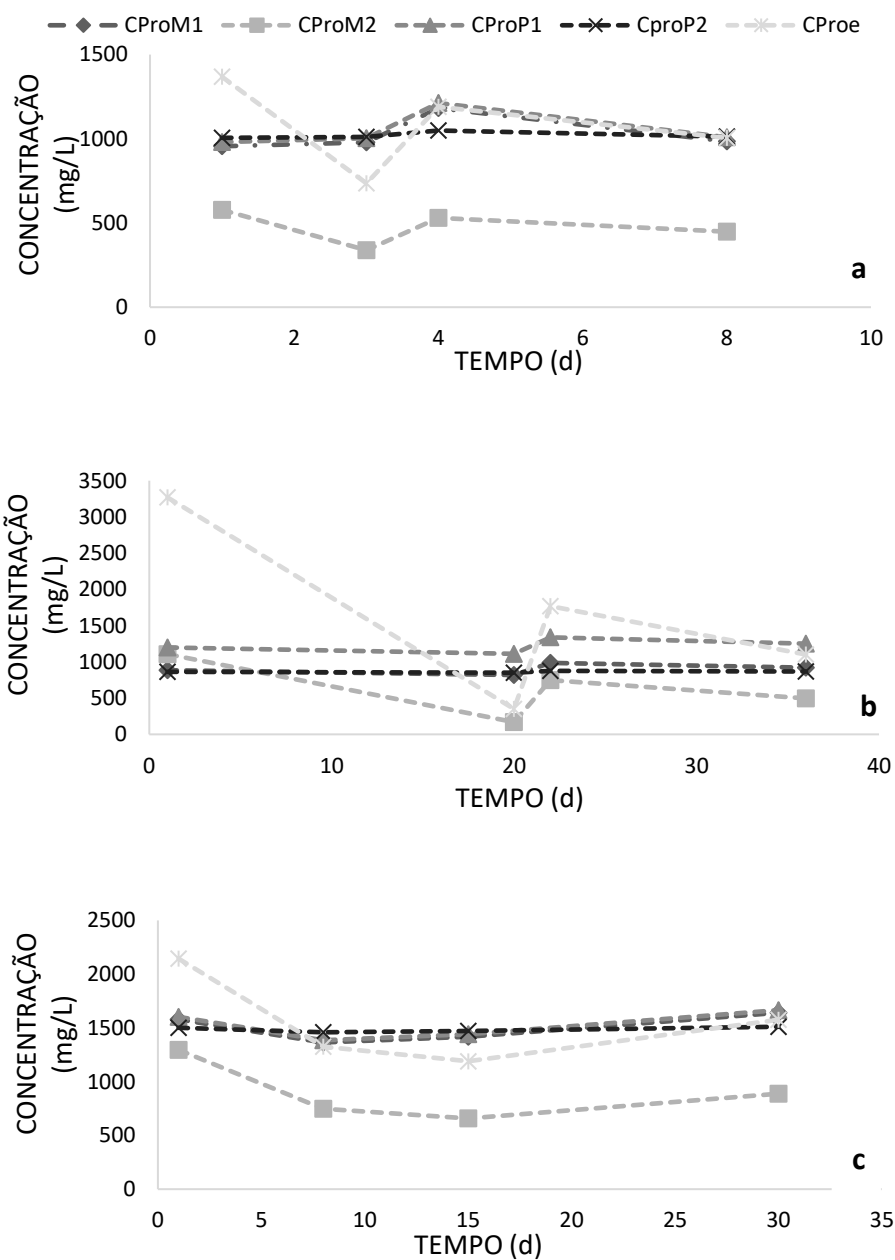 CProM1 CProM2 CProP1 CproP2 CProe
CONCENTRAÇÃO
(mg/L)
1500
1000
500
0
a
0 2 4 6 8 10
TEMPO (d)
CONCENTRAÇÃO
(mg/L)
3500
3000
2500
2000
1500
1000
500
0
b
0 10 20 30 40
TEMPO (d)
CONCENTRAÇÃO
(mg/L)
2500
2000
1500
1000
500
0
c
0 5 10 15 20 25 30 35
TEMPO (d)